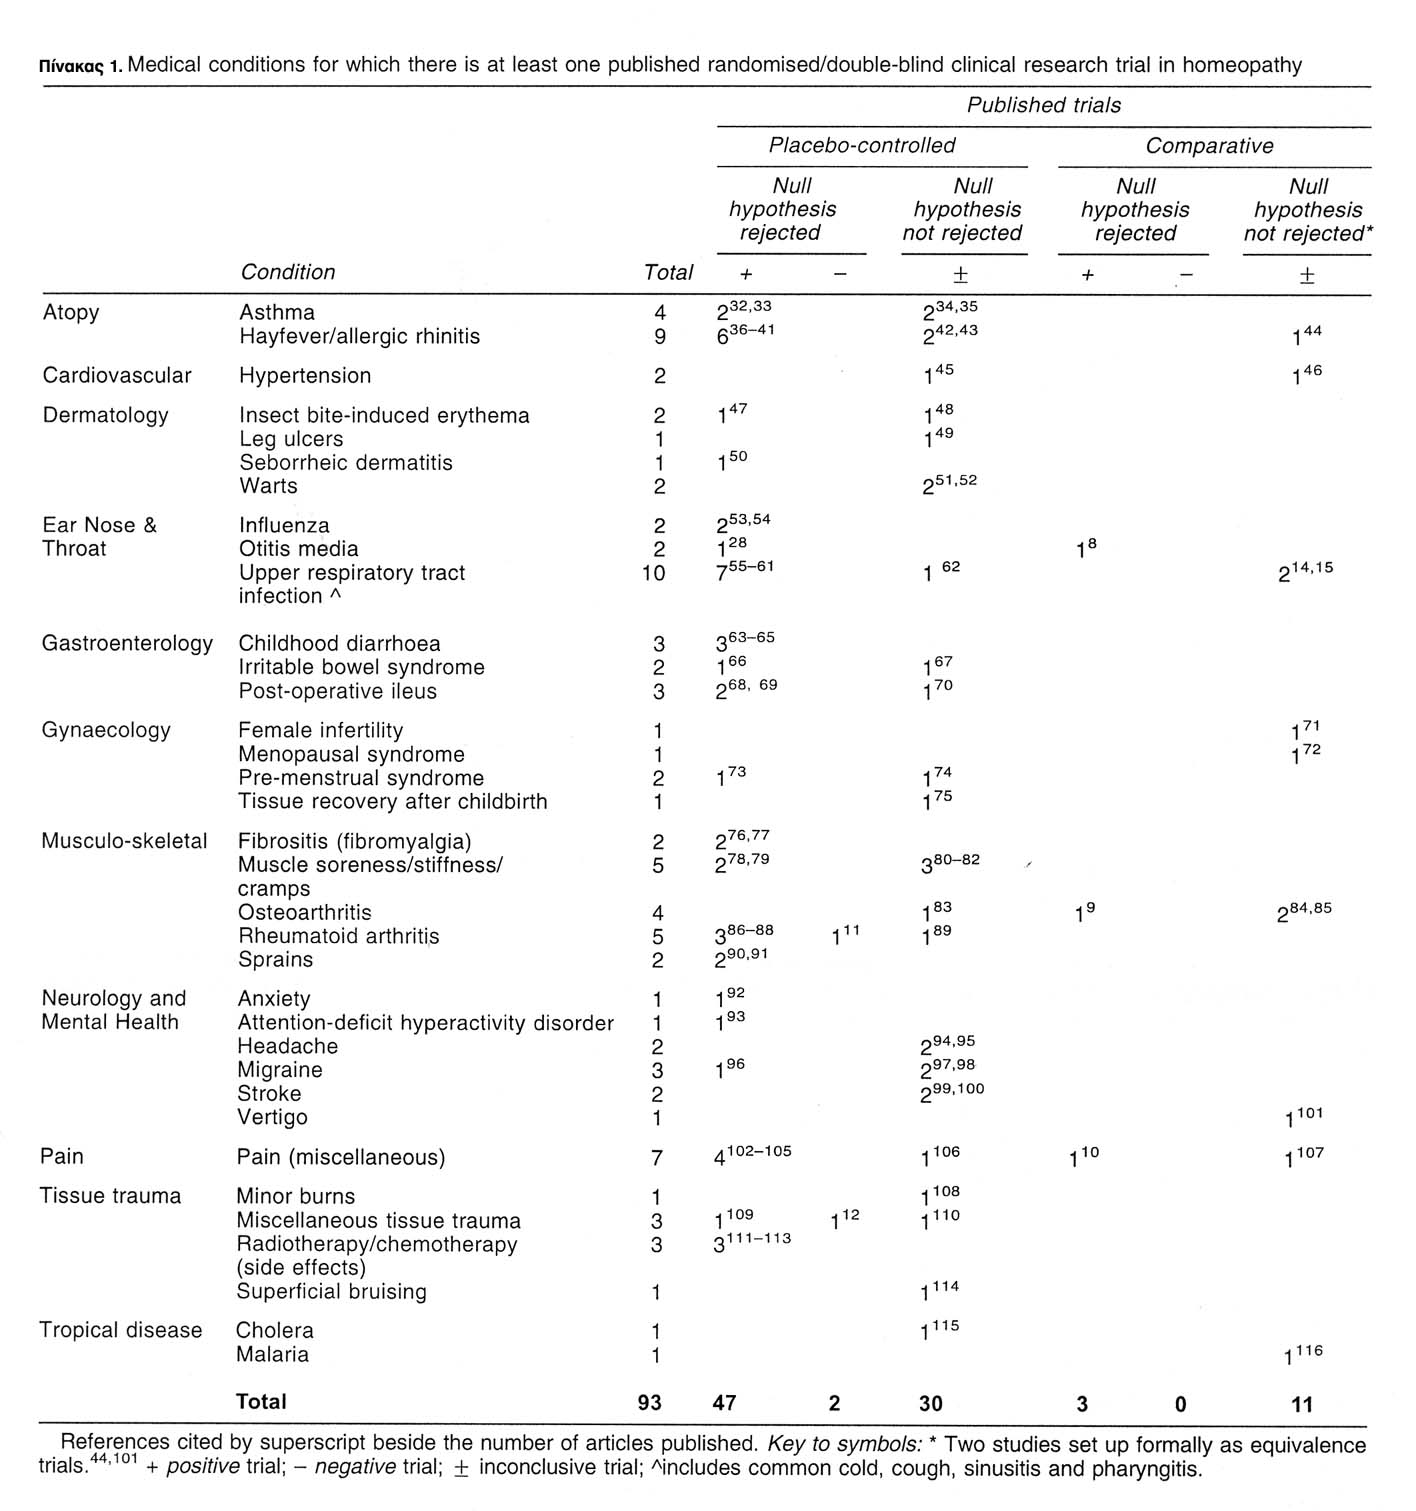 Πίνακας 1. Medical conditions for which there is at least one published randomised/double-blind clinical research trial in homeopathy
Published trials
Placebo-controlled Comparative
Null hypothesis rejected Null hypothesis not rejected Null hypothesis rejected Null hypothesis not rejected*
Condition Total + – ± + – ±
Atopy Asthma 4 2³²,³³ 2³⁴,³⁵
Hayfever/allergic rhinitis 9 6³⁶⁻⁴¹ 2⁴²,⁴³ 1⁴⁴
Cardiovascular Hypertension 2 1⁴⁵ 1⁴⁶
Dermatology Insect bite-induced erythema 2 1⁴⁷ 1⁴⁸
Leg ulcers 1 1⁴⁹
Seborrheic dermatitis 1 1⁵⁰
Warts 2 2⁵¹,⁵²
Ear Nose & Influenza 2 2⁵³,⁵⁴
Throat Otitis media 2 1²⁸ 1⁸
Upper respiratory tract 10 7⁵⁵⁻⁶¹ 1 ⁶² 2¹⁴,¹⁵
infection ^
Gastroenterology Childhood diarrhoea 3 3⁶³⁻⁶⁵
Irritable bowel syndrome 2 1⁶⁶ 1⁶⁷
Post-operative ileus 3 2⁶⁸, ⁶⁹ 1⁷⁰
Gynaecology Female infertility 1 1⁷¹
Menopausal syndrome 1 1⁷²
Pre-menstrual syndrome 2 1⁷³ 1⁷⁴
Tissue recovery after childbirth 1 1⁷⁵
Musculo-skeletal Fibrositis (fibromyalgia) 2 2⁷⁶,⁷⁷
Muscle soreness/stiffness/ 5 2⁷⁸,⁷⁹ 3⁸⁰⁻⁸²
cramps
Osteoarthritis 4 1⁸³ 1⁹ 2⁸⁴,⁸⁵
Rheumatoid arthritis 5 3⁸⁶⁻⁸⁸ 1¹¹ 1⁸⁹
Sprains 2 2⁹⁰,⁹¹
Neurology and Anxiety 1 1⁹²
Mental Health Attention-deficit hyperactivity disorder 1 1⁹³
Headache 2 2⁹⁴,⁹⁵
Migraine 3 1⁹⁶ 2⁹⁷,⁹⁸
Stroke 2 2⁹⁹,¹⁰⁰
Vertigo 1 1¹⁰¹
Pain Pain (miscellaneous) 7 4¹⁰²⁻¹⁰⁵ 1¹⁰⁶ 1¹⁰ 1¹⁰⁷
Tissue trauma Minor burns 1 1¹⁰⁸
Miscellaneous tissue trauma 3 1¹⁰⁹ 1¹² 1¹¹⁰
Radiotherapy/chemotherapy 3 3¹¹¹⁻¹¹³
(side effects)
Superficial bruising 1 1¹¹⁴
Tropical disease Cholera 1 1¹¹⁵
Malaria 1 1¹¹⁶
Total 93 47 2 30 3 0 11
References cited by superscript beside the number of articles published. Key to symbols: * Two studies set up formally as equivalence
trials.⁴⁴,¹⁰¹ + positive trial; – negative trial; ± inconclusive trial; ^includes common cold, cough, sinusitis and pharyngitis.